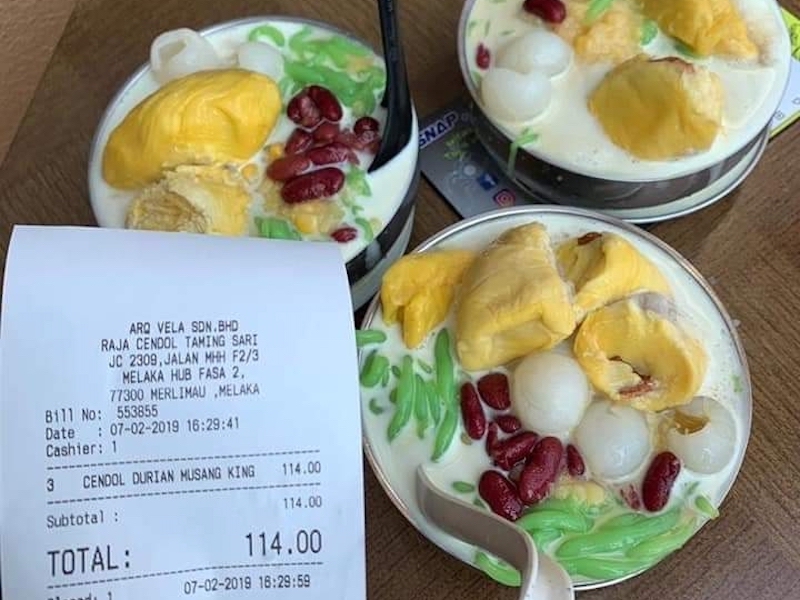 SNAP
ARQ VELA SDN.BHD
RAJA CENDOL TAMING SARI
JC 2309,JALAN MHH F2/3
MELAKA HUB FASA 2,
77300 MERLIMAU ,MELAKA
Bill No: 553855
Date : 07-02-2019 16:29:41
Cashier: 1
3 CENDOL DURIAN MUSANG KING 114.00
Subtotal : 114.00
TOTAL: 114.00
07-02-2019 16:29:59